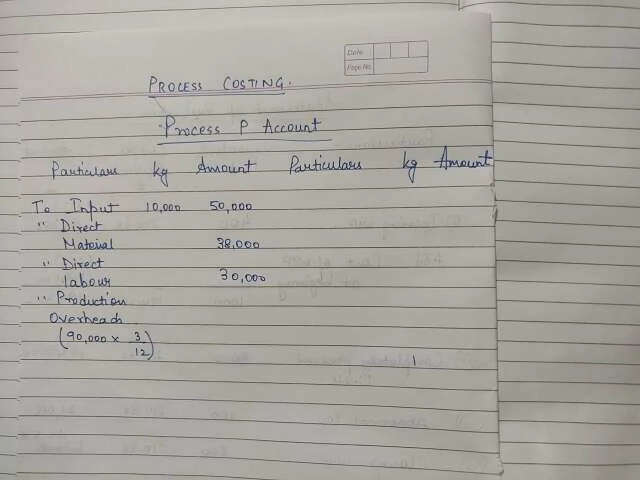 Date
Page No.
PROCESS COSTING.
Process P Account
Particulars kg Amount Particulars kg Amount
To Input 10,000 50,000
" Direct
Material 38,000
" Direct
labour 30,000
" Production
Overheads
(90,000 × 3/12)